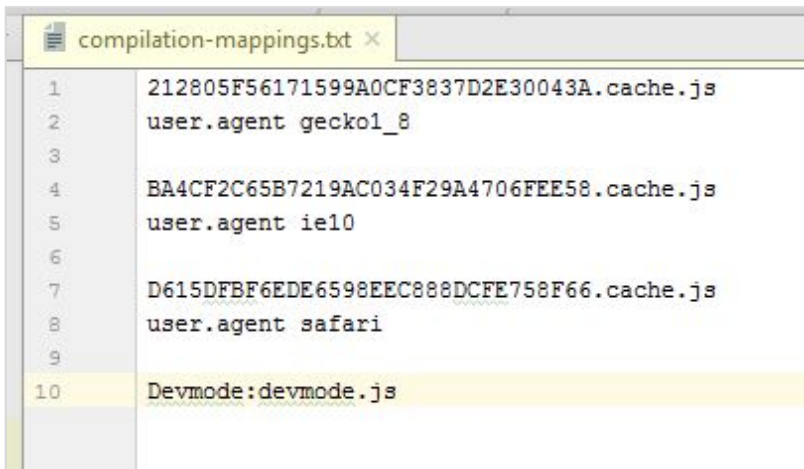 compilation-mappings.txt
1 212805F56171599A0CF3837D2E30043A.cache.js
2 user.agent gecko1_8
3
4 BA4CF2C65B7219AC034F29A4706FEE58.cache.js
5 user.agent ie10
6
7 D615DFBF6EDE6598EEC888DCFE758F66.cache.js
8 user.agent safari
9
10 Devmode:devmode.js